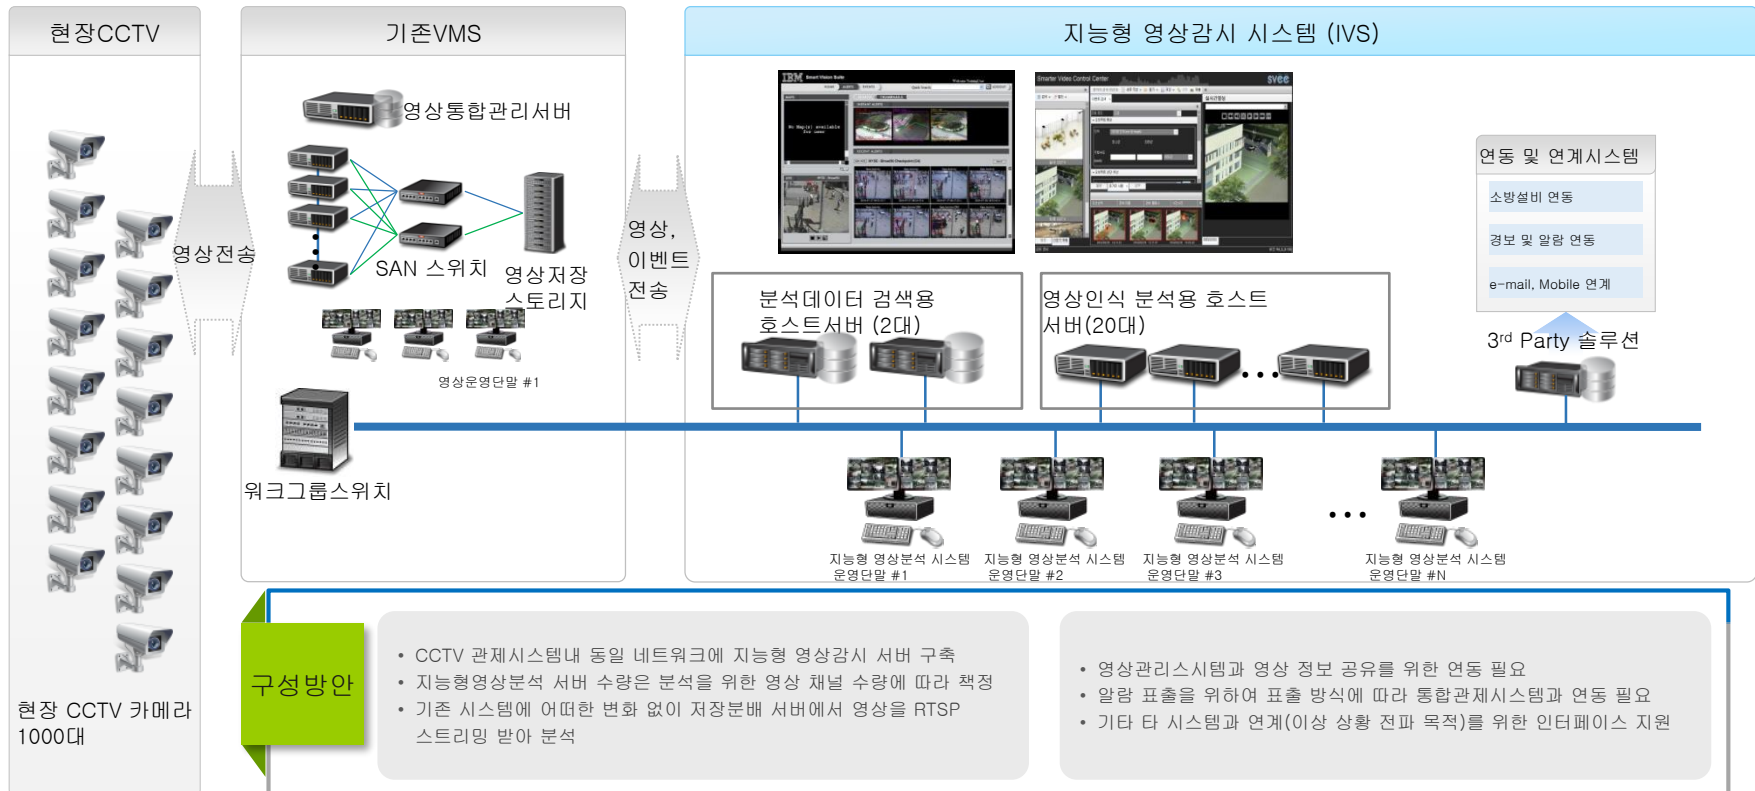 현장CCTV
기존VMS
지능형 영상감시 시스템 (IVS)
영상통합관리서버
SAN 스위치
영상저장
스토리지
영상운영단말 #1
워크그룹스위치
영상전송
영상,
이벤트
전송
IBM Smart Vision Suite
No Map(s) available
for user
Smarter Video Control Center
svee
분석데이터 검색용
호스트서버 (2대)
영상인식 분석용 호스트
서버(20대)
연동 및 연계시스템
소방설비 연동
경보 및 알람 연동
e-mail, Mobile 연계
3rd Party 솔루션
지능형 영상분석 시스템
운영단말 #1
지능형 영상분석 시스템
운영단말 #2
지능형 영상분석 시스템
운영단말 #3
지능형 영상분석 시스템
운영단말 #N
현장 CCTV 카메라
1000대
구성방안
• CCTV 관제시스템내 동일 네트워크에 지능형 영상감시 서버 구축
• 지능형영상분석 서버 수량은 분석을 위한 영상 채널 수량에 따라 책정
• 기존 시스템에 어떠한 변화 없이 저장분배 서버에서 영상을 RTSP
스트리밍 받아 분석
• 영상관리스시템과 영상 정보 공유를 위한 연동 필요
• 알람 표출을 위하여 표출 방식에 따라 통합관제시스템과 연동 필요
• 기타 타 시스템과 연계(이상 상황 전파 목적)를 위한 인터페이스 지원